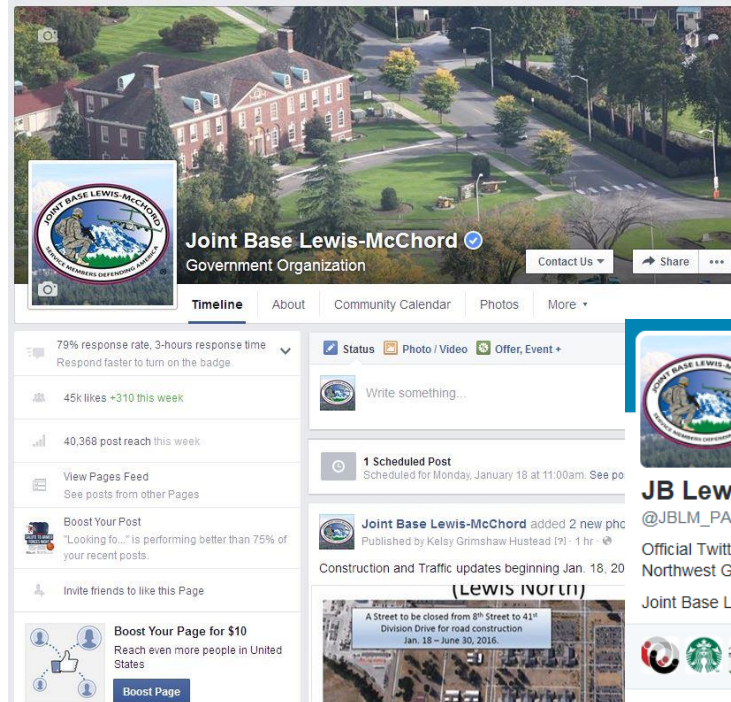 JOINT BASE LEWIS-McCHORD
SERVICE MEMBERS DEFENDING AMERICA
Joint Base Lewis-McChord
Government Organization
Contact Us
Share
Timeline About Community Calendar Photos More
79% response rate, 3-hours response time
Respond faster to turn on the badge
45k likes +310 this week
40,368 post reach this week
View Pages Feed
See posts from other Pages
Boost Your Post
"Looking fo..." is performing better than 75% of
your recent posts.
Invite friends to like this Page
Boost Your Page for $10
Reach even more people in United
States
Boost Page
Status Photo / Video Offer, Event +
Write something...
1 Scheduled Post
Scheduled for Monday, January 18 at 11:00am. See po
Joint Base Lewis-McChord added 2 new pho
Published by Kelsy Grimshaw Hustead [?] · 1 hr ·
Construction and Traffic updates beginning Jan. 18, 20
(Lewis North)
A Street to be closed from 8th Street to 41st
Division Drive for road construction
Jan. 18 – June 30, 2016.
JOINT BASE LEWIS-M
SERVICE MEMBERS DEFENDING
JB Lew
@JBLM_PA
Official Twitt
Northwest G
Joint Base L